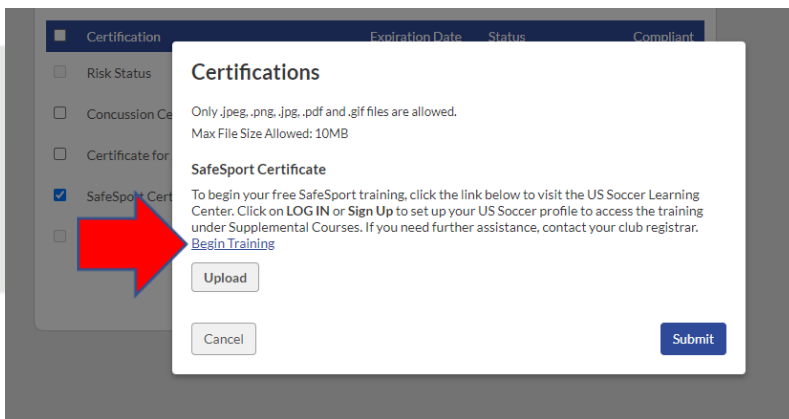 Certification Expiration Date Status Compliant
Risk Status
Certifications
Only .jpeg, .png, .jpg, .pdf and .gif files are allowed.
Max File Size Allowed: 10MB
Concussion Ce
Certificate for
SafeSport Certificate
SafeSport Cert
To begin your free SafeSport training, click the link below to visit the US Soccer Learning
Center. Click on LOG IN or Sign Up to set up your US Soccer profile to access the training
under Supplemental Courses. If you need further assistance, contact your club registrar.
Begin Training
Upload
Cancel
Submit